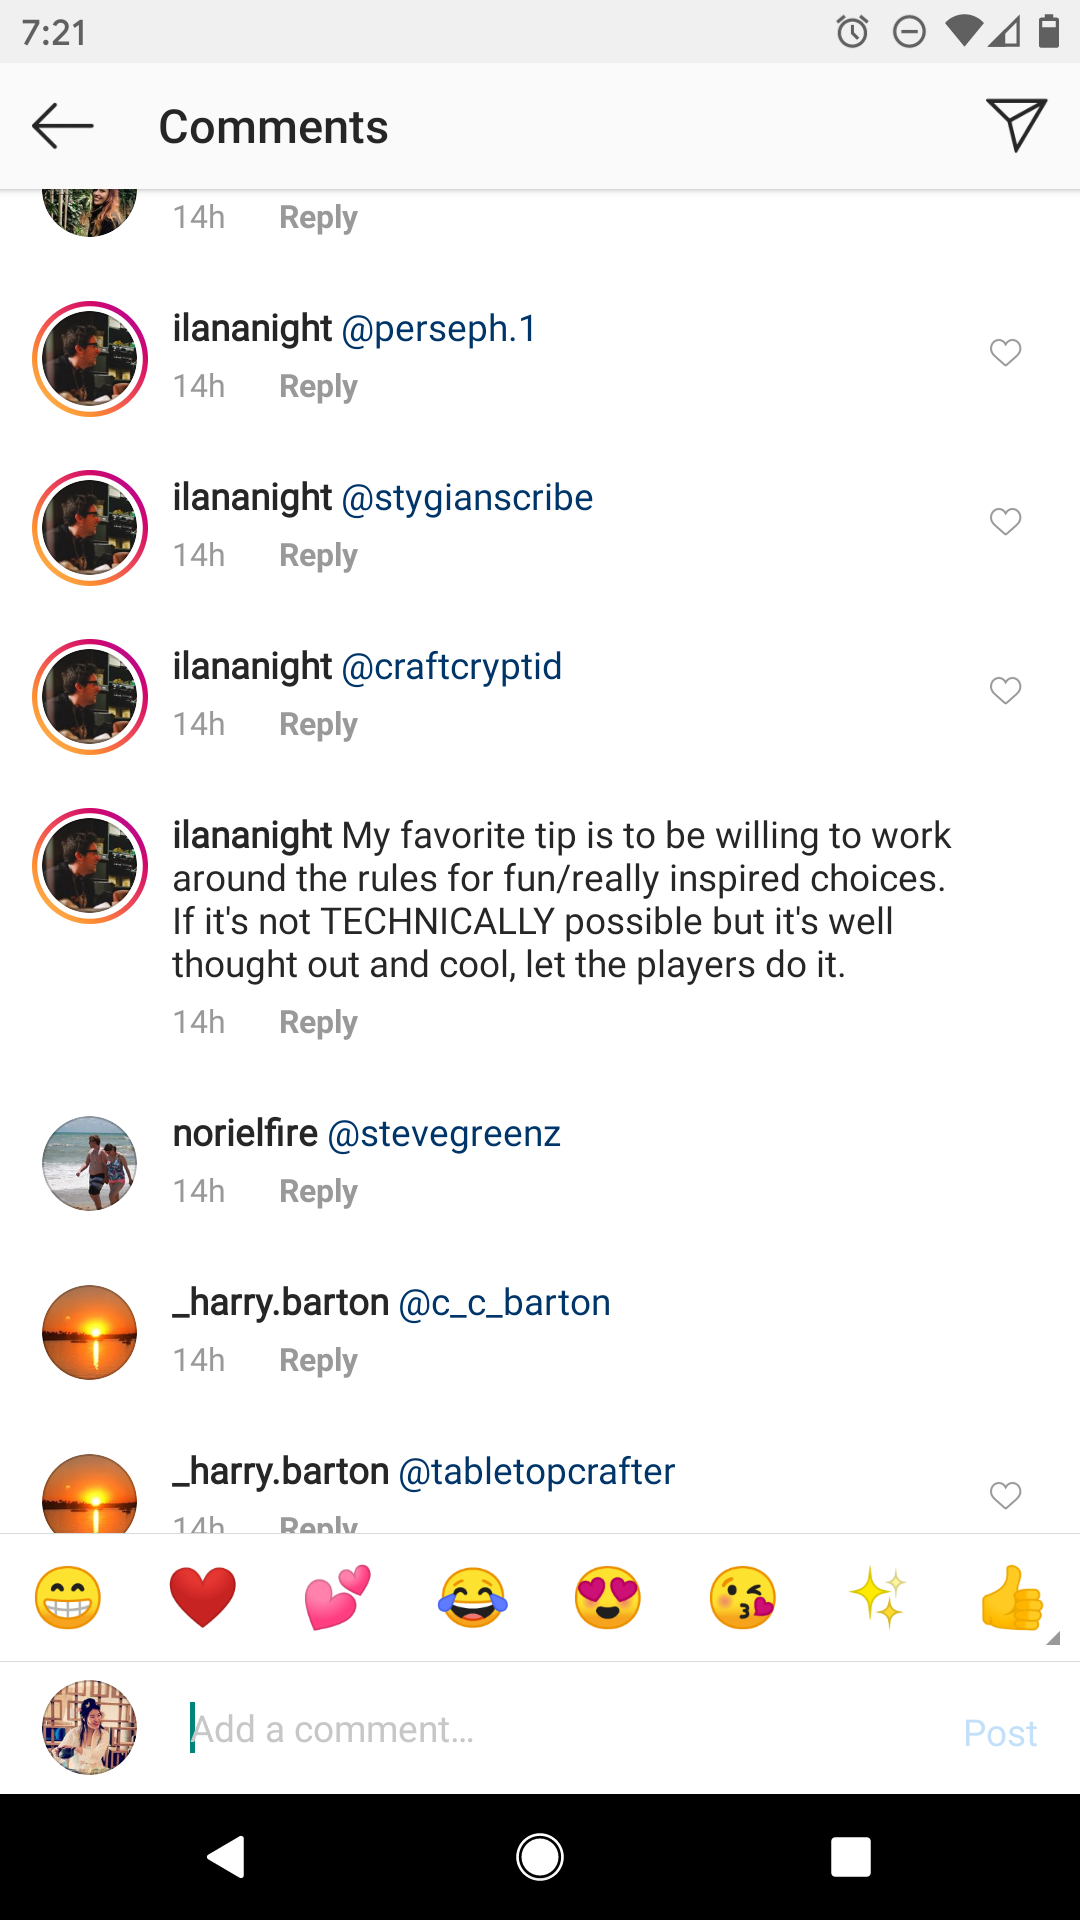 7:21
Comments
14h Reply
ilananight @perseph.1
14h Reply
ilananight @stygianscribe
14h Reply
ilananight @craftcryptid
14h Reply
ilananight My favorite tip is to be willing to work
around the rules for fun/really inspired choices.
If it's not TECHNICALLY possible but it's well
thought out and cool, let the players do it.
14h Reply
norielfire @stevegreenz
14h Reply
_harry.barton @c_c_barton
14h Reply
_harry.barton @tabletopcrafter
14h Reply
Add a comment...
Post